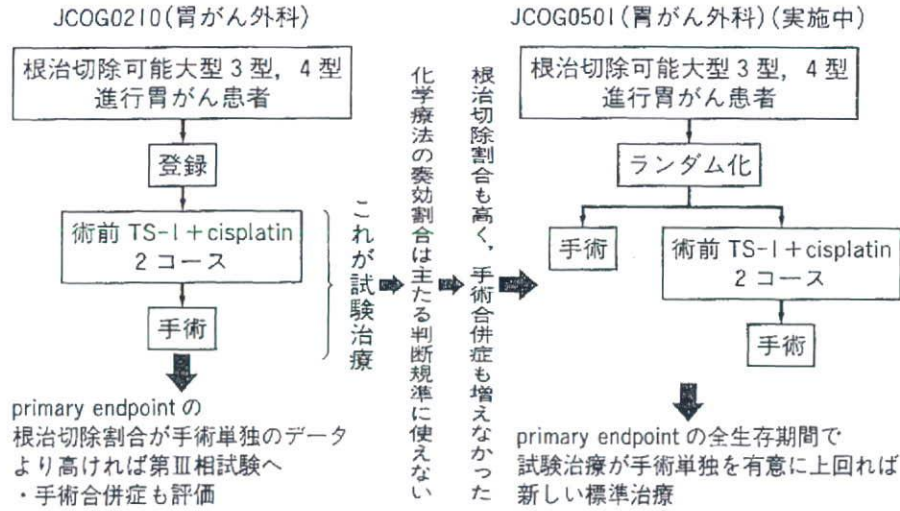 JCOG0210(胃がん外科)
根治切除可能大型3型，4型
進行胃がん患者
登録
術前 TS-1＋cisplatin
2コース
手術
これが試験治療
primary endpoint の
根治切除割合が手術単独のデータ
より高ければ第Ⅲ相試験へ
・手術合併症も評価
化学療法の奏効割合は主たる判断規準に使えない
根治切除割合も高く，手術合併症も増えなかった
JCOG0501(胃がん外科)(実施中)
根治切除可能大型3型，4型
進行胃がん患者
ランダム化
手術
術前 TS-1＋cisplatin
2コース
手術
primary endpoint の全生存期間で
試験治療が手術単独を有意に上回れば
新しい標準治療